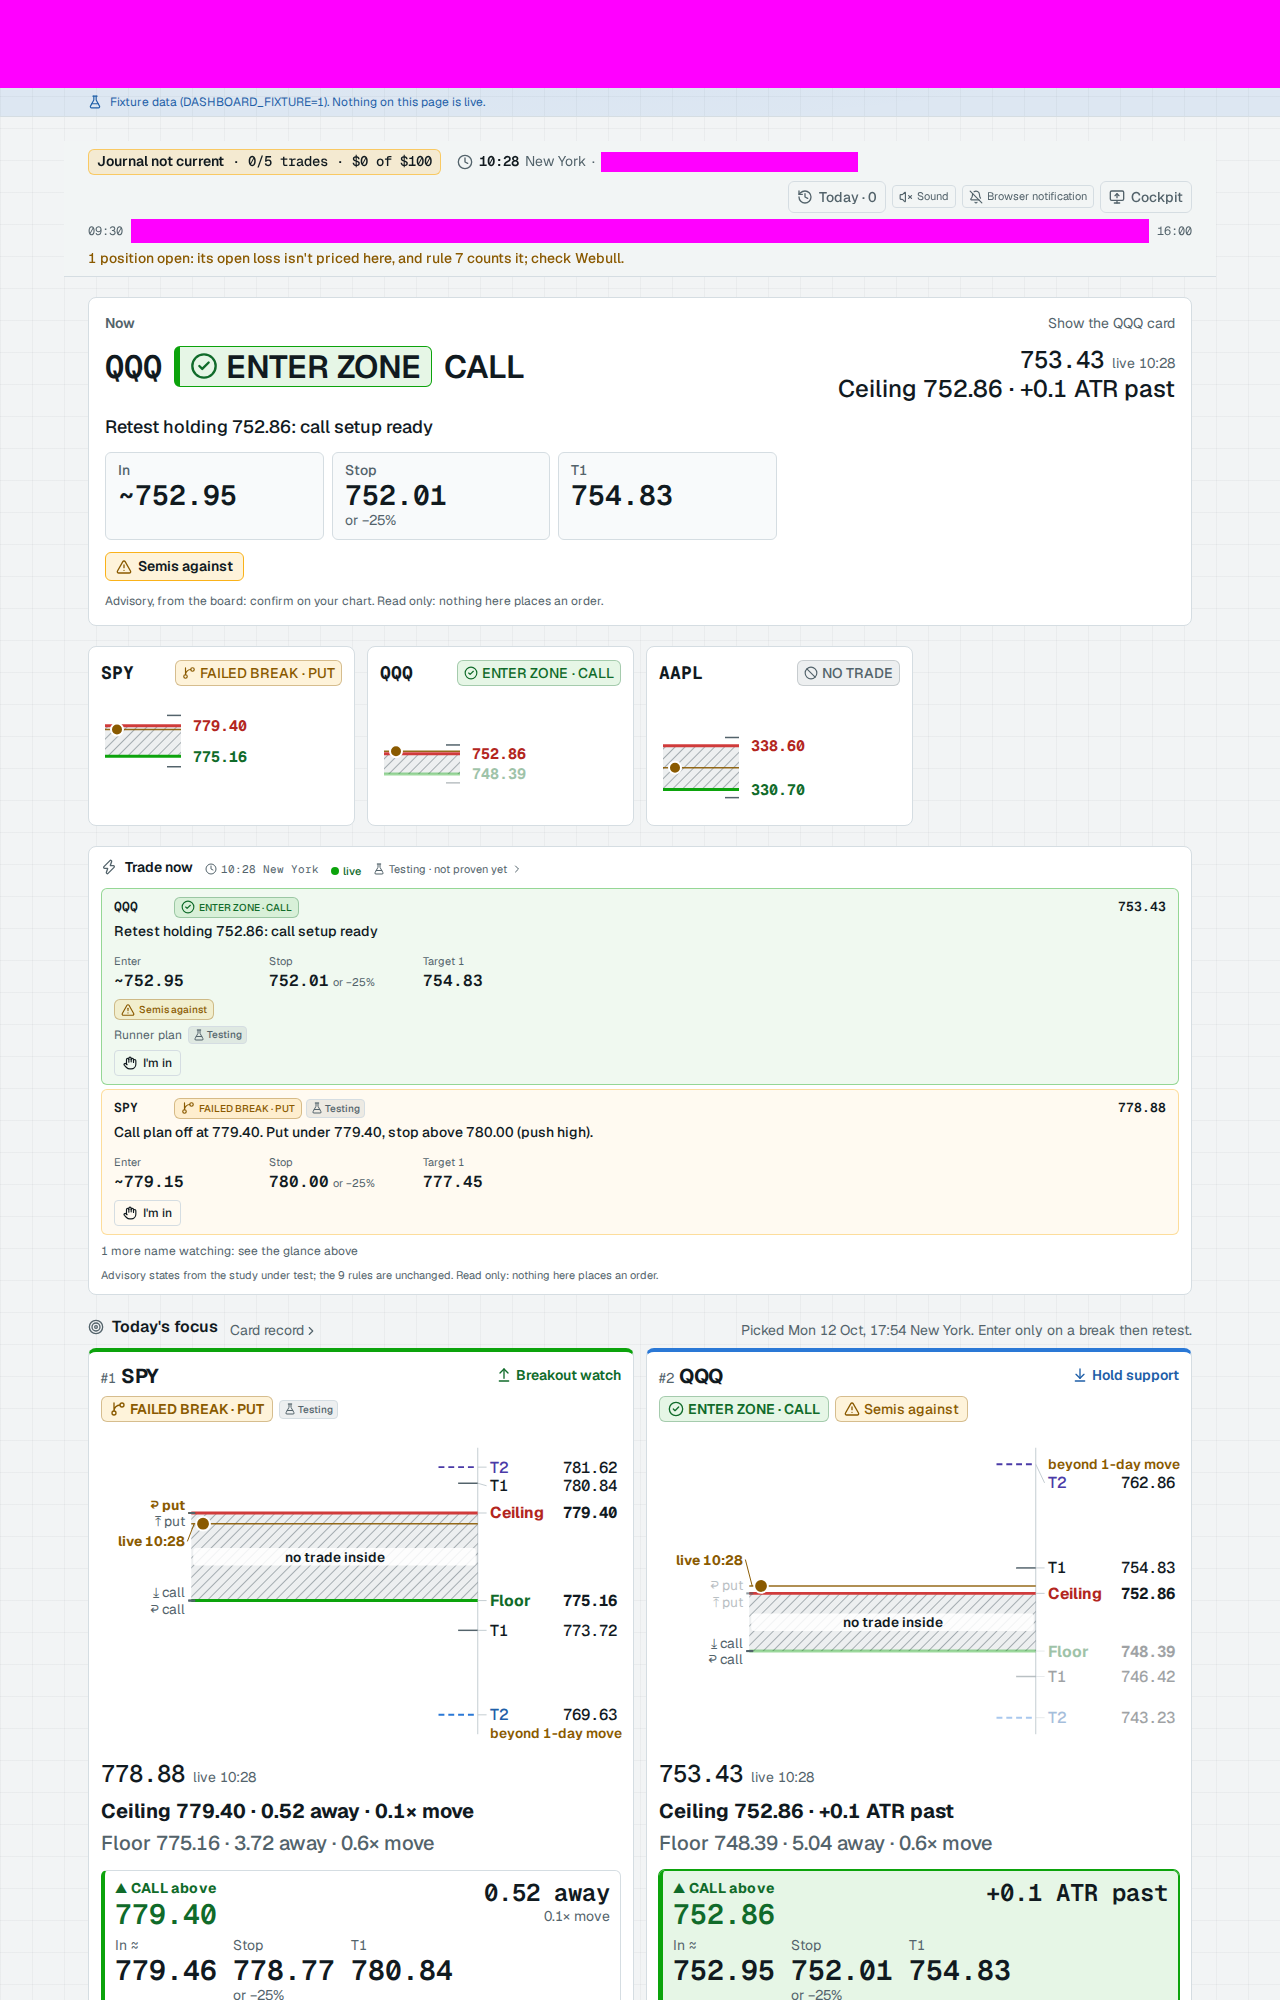 Fixture data (DASHBOARD_FIXTURE=1). Nothing on this page is live.
Journal not current · 0/5 trades · $0 of $100
10:28 New York ·
Today · 0
Sound
Browser notification
Cockpit
09:30
16:00
1 position open: its open loss isn't priced here, and rule 7 counts it; check Webull.
Now
Show the QQQ card
QQQ ENTER ZONE CALL
753.43 live 10:28
Ceiling 752.86 · +0.1 ATR past
Retest holding 752.86: call setup ready
In
~752.95
Stop
752.01
or −25%
T1
754.83
Semis against
Advisory, from the board: confirm on your chart. Read only: nothing here places an order.
SPY
FAILED BREAK · PUT
779.40
775.16
QQQ
ENTER ZONE · CALL
752.86
748.39
AAPL
NO TRADE
338.60
330.70
Trade now
10:28 New York
live
Testing · not proven yet
QQQ
ENTER ZONE · CALL
753.43
Retest holding 752.86: call setup ready
Enter
~752.95
Stop
752.01 or −25%
Target 1
754.83
Semis against
Runner plan
Testing
I'm in
SPY
FAILED BREAK · PUT
Testing
778.88
Call plan off at 779.40. Put under 779.40, stop above 780.00 (push high).
Enter
~779.15
Stop
780.00 or −25%
Target 1
777.45
I'm in
1 more name watching: see the glance above
Advisory states from the study under test; the 9 rules are unchanged. Read only: nothing here places an order.
Today's focus
Card record
Picked Mon 12 Oct, 17:54 New York. Enter only on a break then retest.
#1 SPY
Breakout watch
FAILED BREAK · PUT
Testing
T2 781.62
T1 780.84
put
put
Ceiling 779.40
live 10:28
no trade inside
call
call
Floor 775.16
T1 773.72
T2 769.63
beyond 1-day move
778.88 live 10:28
Ceiling 779.40 · 0.52 away · 0.1× move
Floor 775.16 · 3.72 away · 0.6× move
▲ CALL above
779.40
0.52 away
0.1× move
In ≈
779.46
Stop
778.77
or −25%
T1
780.84
#2 QQQ
Hold support
ENTER ZONE · CALL
Semis against
beyond 1-day move
T2 762.86
T1 754.83
live 10:28
put
put
Ceiling 752.86
no trade inside
call
call
Floor 748.39
T1 746.42
T2 743.23
753.43 live 10:28
Ceiling 752.86 · +0.1 ATR past
Floor 748.39 · 5.04 away · 0.6× move
▲ CALL above
752.86
+0.1 ATR past
In ≈
752.95
Stop
752.01
or −25%
T1
754.83